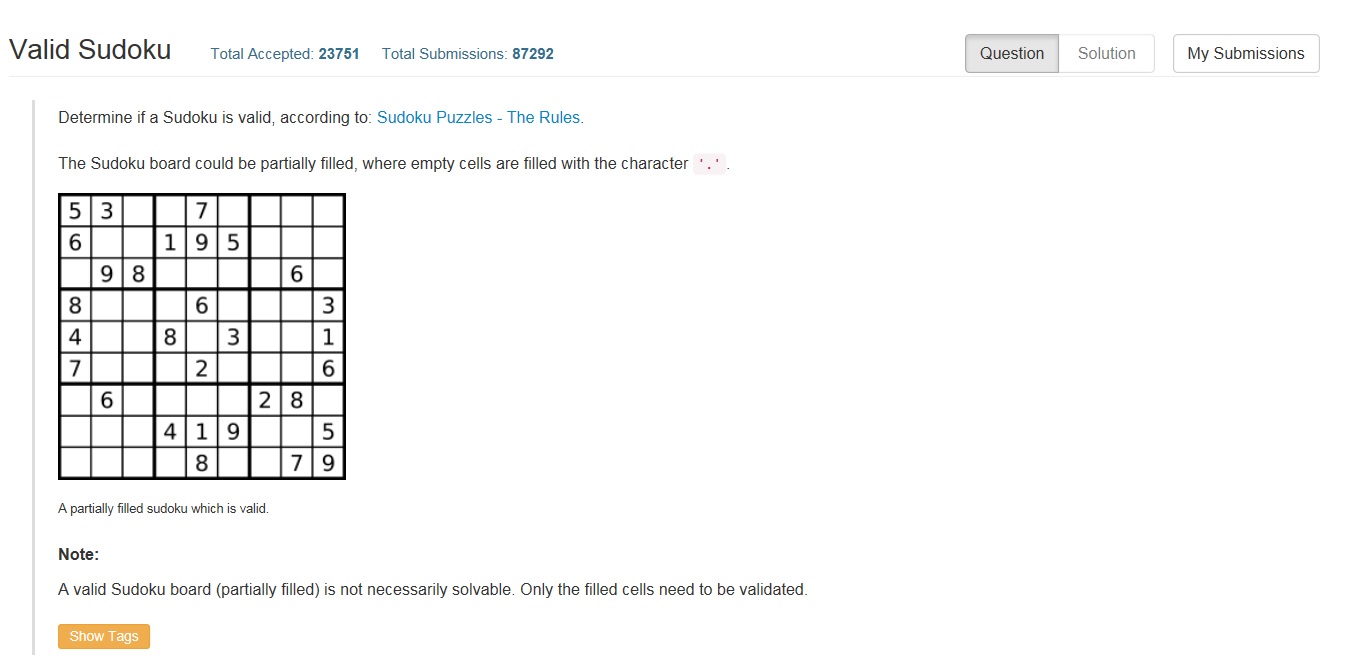 Valid Sudoku Total Accepted: 23751 Total Submissions: 87292 Question Solution My Submissions
Determine if a Sudoku is valid, according to: Sudoku Puzzles - The Rules.
The Sudoku board could be partially filled, where empty cells are filled with the character '.'.
5 3 7
6 1 9 5
9 8 6
8 6 3
4 8 3 1
7 2 6
6 2 8
4 1 9 5
8 7 9
A partially filled sudoku which is valid.
Note:
A valid Sudoku board (partially filled) is not necessarily solvable. Only the filled cells need to be validated.
Show Tags